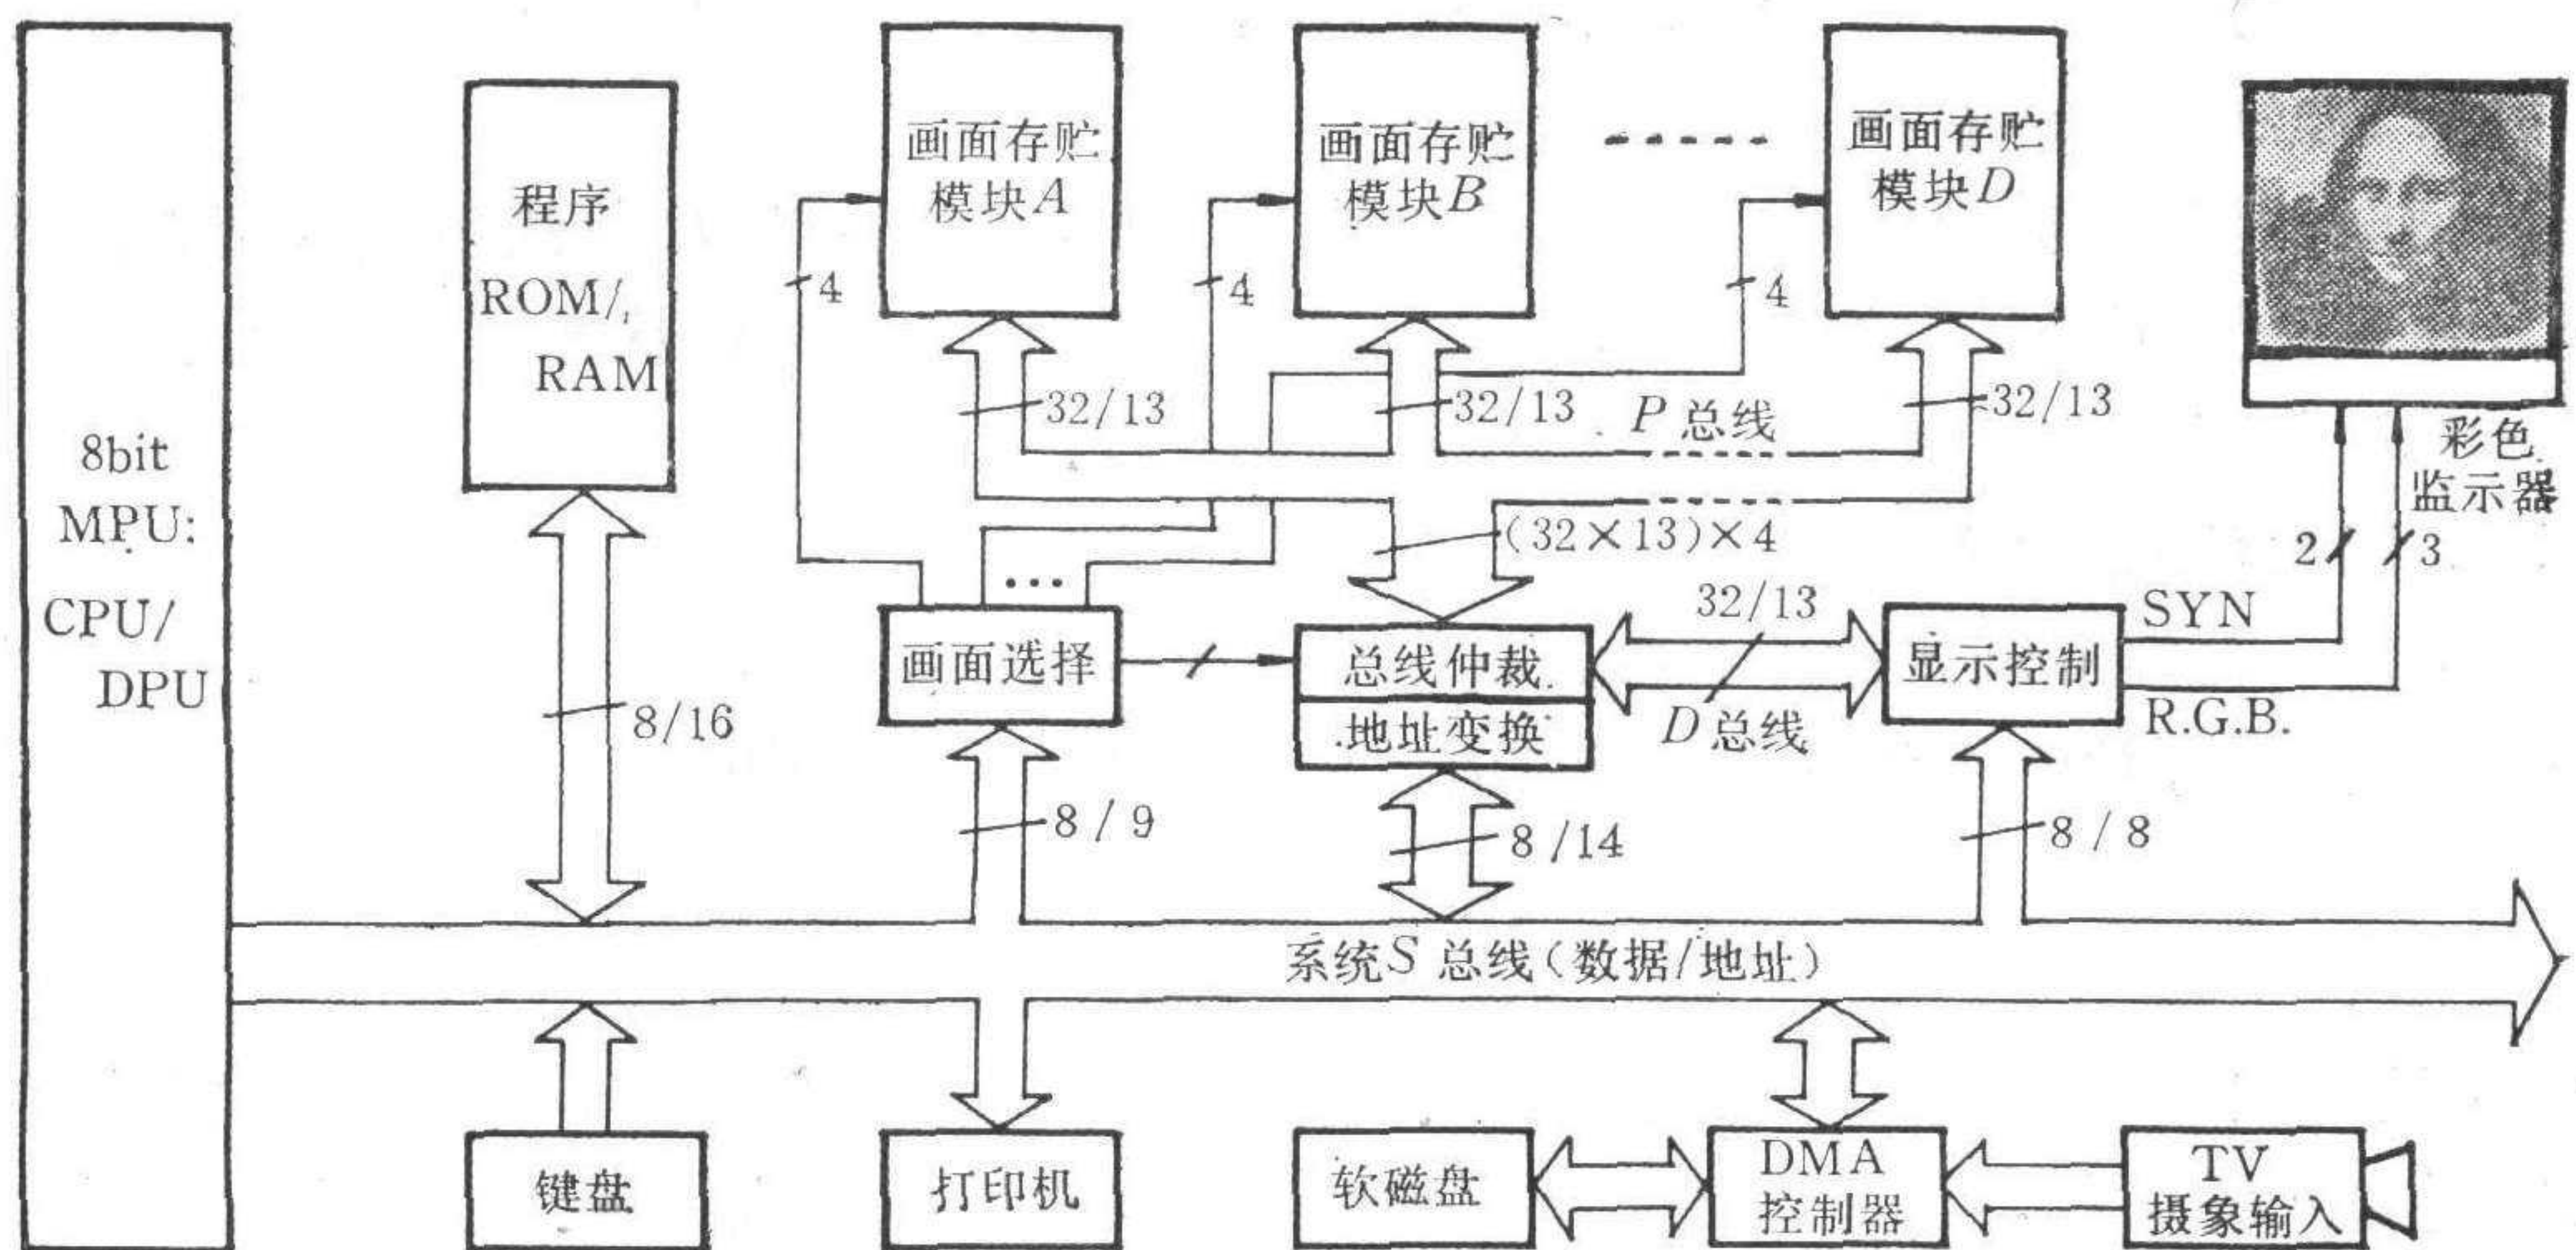 8bit
MPU:
CPU/
DPU
程序
ROM/
RAM
画面存贮
模块A
画面存贮
模块B
画面存贮
模块D
4
4
4
32/13
32/13
P总线
32/13
彩色
监示器
(32×13)×4
2
3
32/13
SYN
画面选择
总线仲裁
地址变换
D总线
显示控制
R.G.B.
8/16
8/9
8/14
8/8
系统S总线(数据/地址)
键盘
打印机
软磁盘
DMA
控制器
TV
摄象输入